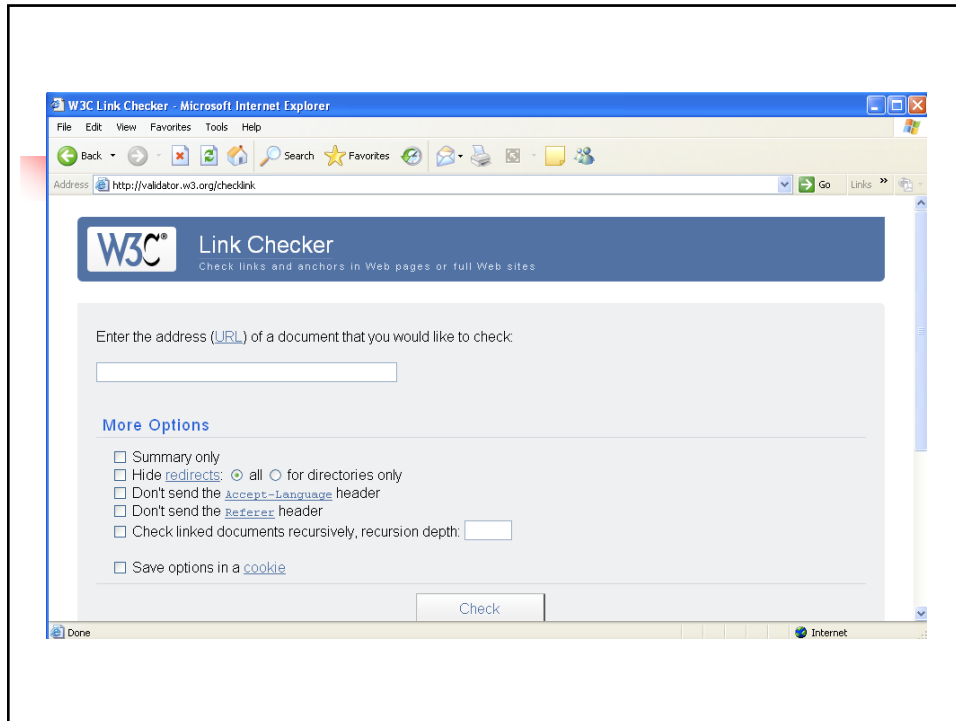 W3C Link Checker - Microsoft Internet Explorer
File Edit View Favorites Tools Help
Back Search Favorites
Address http://validator.w3.org/checklink Go Links »
W3C® Link Checker
Check links and anchors in Web pages or full Web sites
Enter the address (URL) of a document that you would like to check:
More Options
Summary only
Hide redirects: all for directories only
Don't send the Accept-Language header
Don't send the Referer header
Check linked documents recursively, recursion depth:
Save options in a cookie
Check
Done Internet